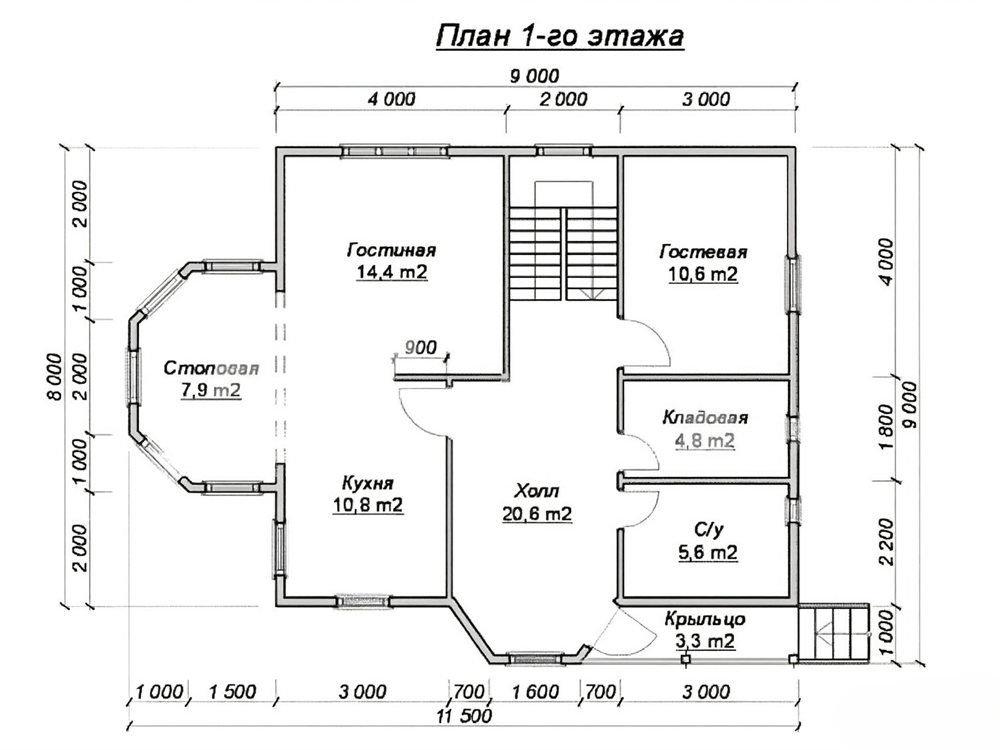 План 1-го этажа
9 000
4 000 2 000 3 000
2 000
1 000
2 000
1 000
2 000
8 000
Гостиная
14,4 m2
Гостевая
10,6 m2
4 000
900
Столовая
7,9 m2
Кладовая
4,8 m2
1 800
9 000
Кухня
10,8 m2
Холл
20,6 m2
С/у
5,6 m2
2 200
Крыльцо
3,3 m2
1 000
1 000 1 500 3 000 700 1 600 700 3 000
11 500